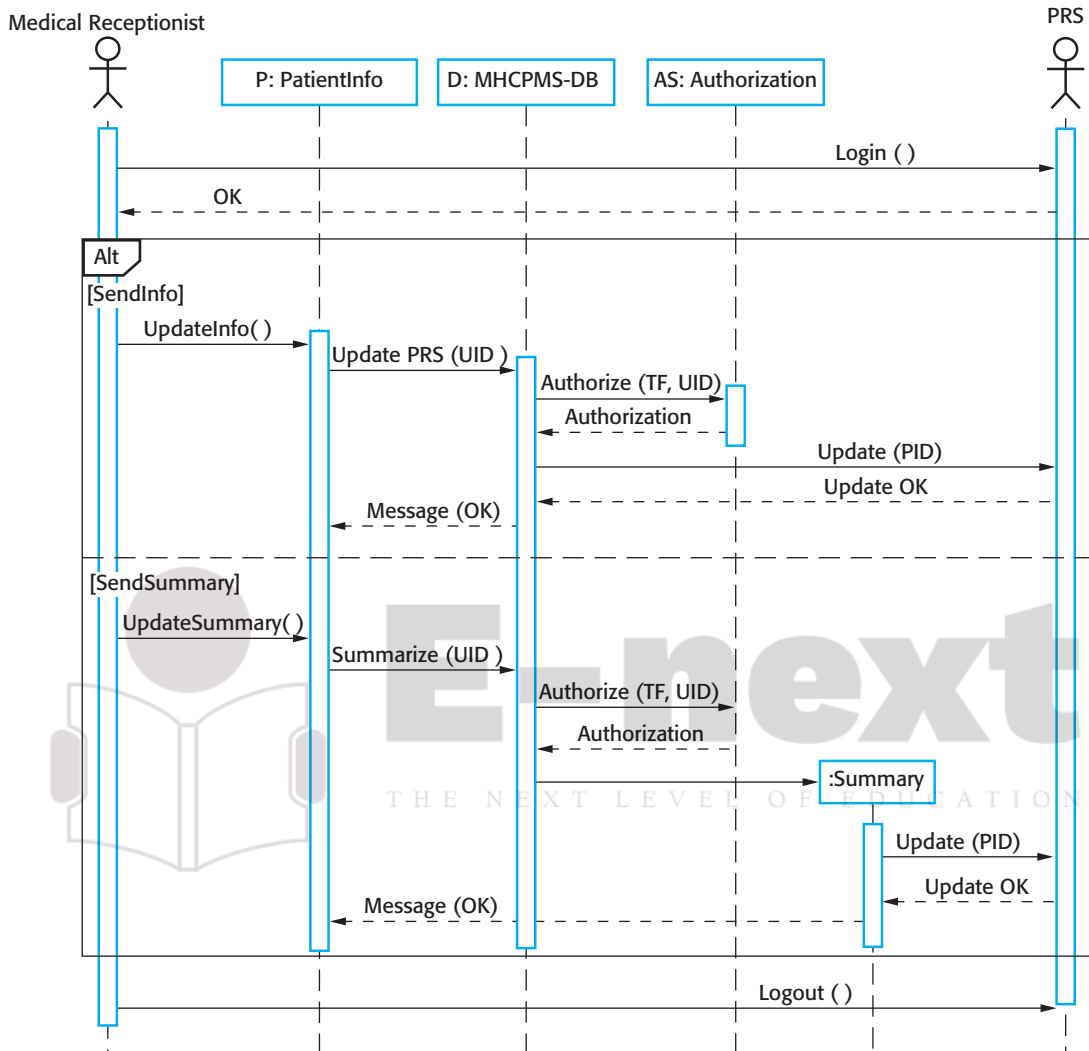 Medical Receptionist
PRS
P: PatientInfo
D: MHCPMS-DB
AS: Authorization
Login ( )
OK
Alt
[SendInfo]
UpdateInfo( )
Update PRS (UID )
Authorize (TF, UID)
Authorization
Update (PID)
Update OK
Message (OK)
[SendSummary]
UpdateSummary( )
E-next
Summarize (UID )
Authorize (TF, UID)
Authorization
:Summary
THE NEXT LEVEL OF EDUCATION
Update (PID)
Update OK
Message (OK)
Logout ( )